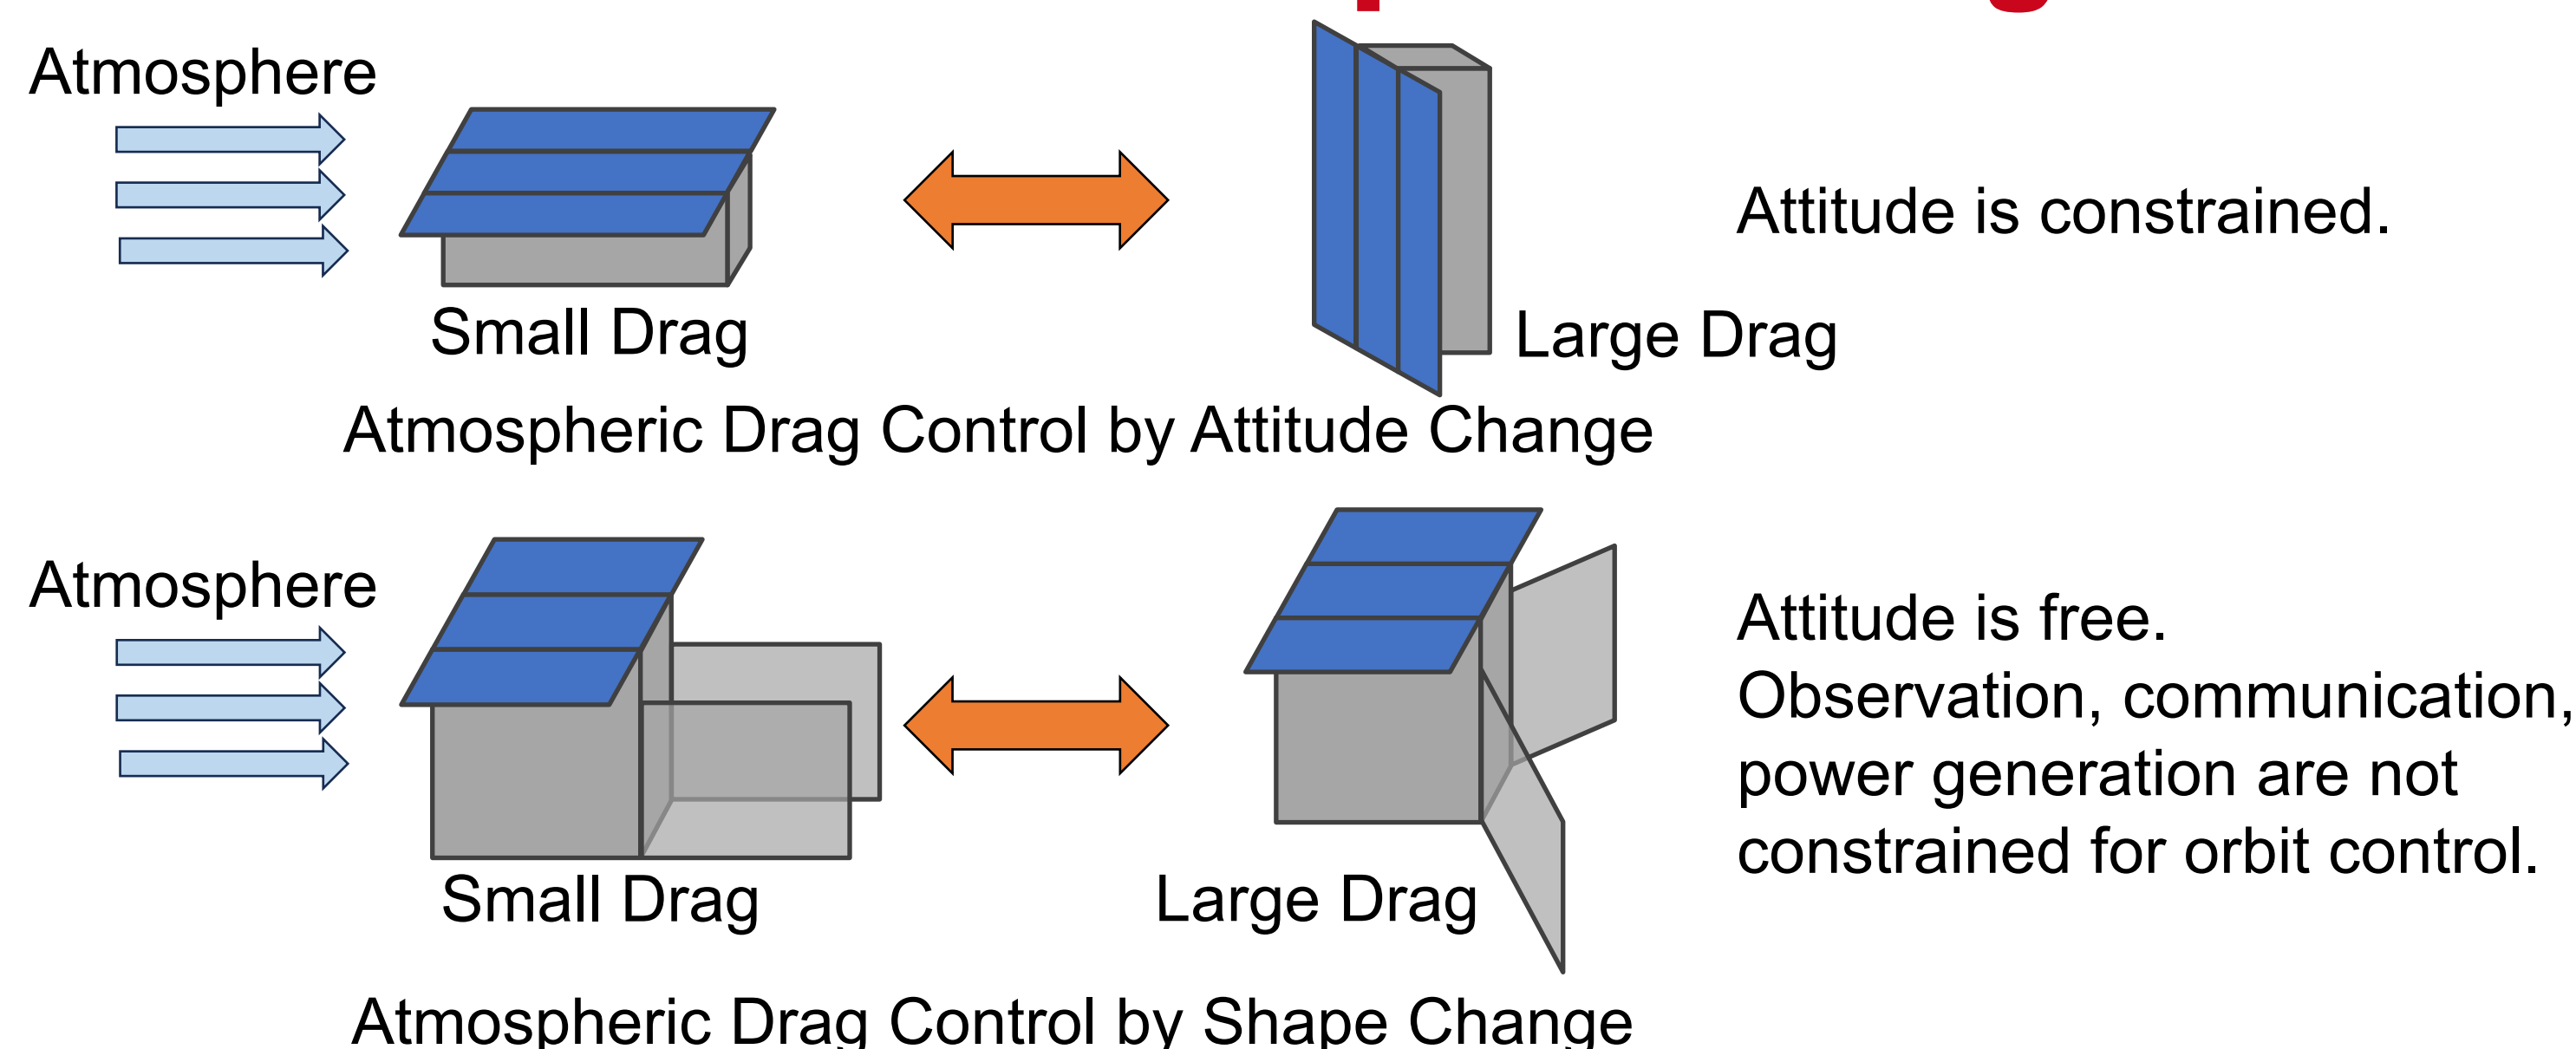 Atmosphere
Attitude is constrained.
Small Drag
Large Drag
Atmospheric Drag Control by Attitude Change
Atmosphere
Attitude is free.
Observation, communication,
power generation are not
constrained for orbit control.
Small Drag
Large Drag
Atmospheric Drag Control by Shape Change